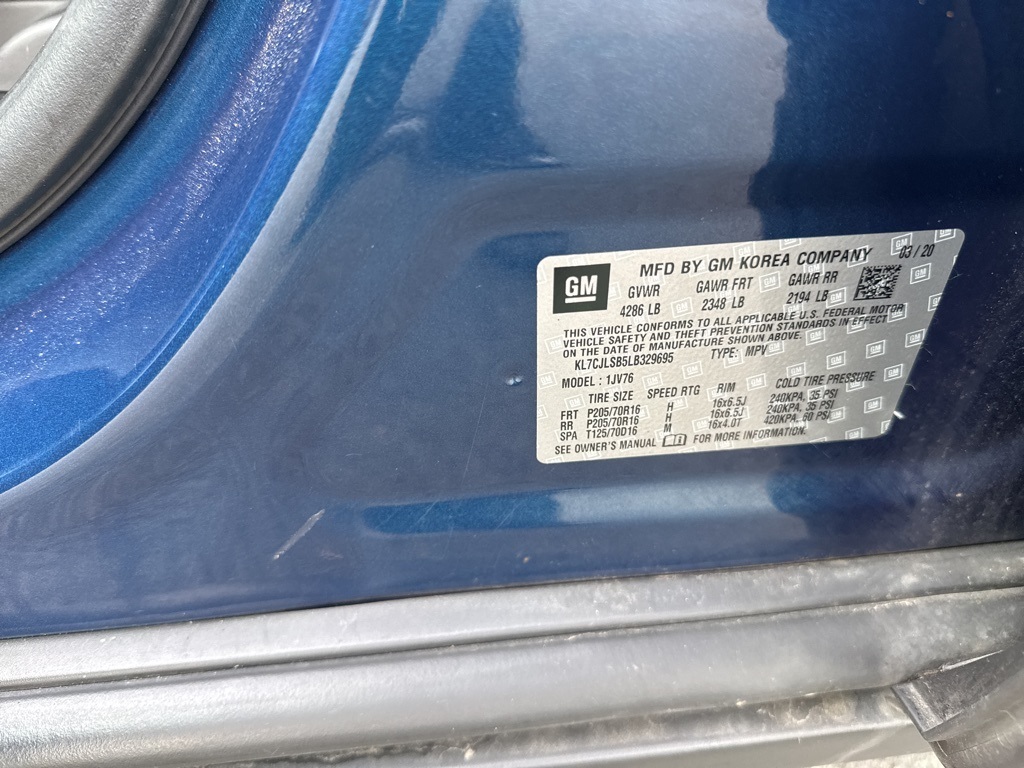 GM
MFD BY GM KOREA COMPANY 03/20
GVWR GAWR FRT GAWR RR
4286 LB 2348 LB 2194 LB
THIS VEHICLE CONFORMS TO ALL APPLICABLE U.S. FEDERAL MOTOR
VEHICLE SAFETY AND THEFT PREVENTION STANDARDS IN EFFECT
ON THE DATE OF MANUFACTURE SHOWN ABOVE.
KL7CJLSB5LB329695 TYPE: MPV
MODEL : 1JV76
TIRE SIZE SPEED RTG RIM COLD TIRE PRESSURE
FRT P205/70R16 H 16x6.5J 240KPA, 35 PSI
RR P205/70R16 H 16x6.5J 240KPA, 35 PSI
SPA T125/70D16 M 16x4.0T 420KPA, 60 PSI
SEE OWNER'S MANUAL FOR MORE INFORMATION.